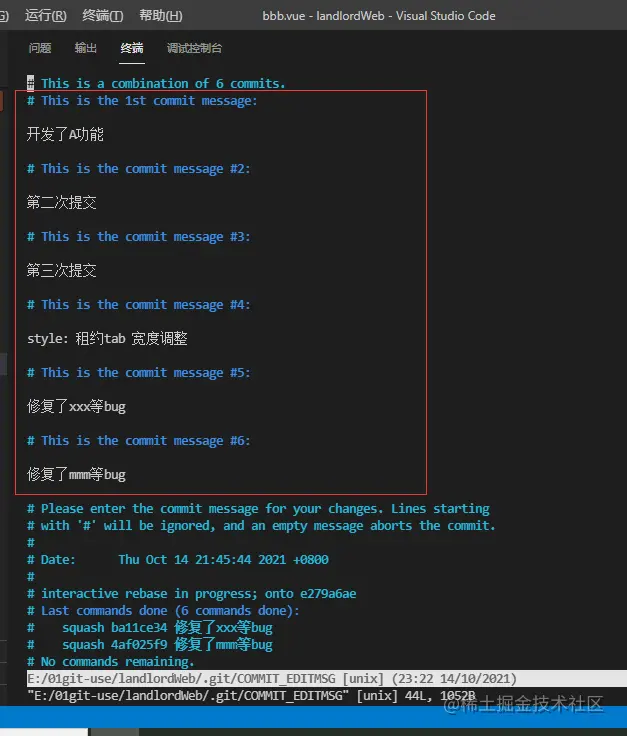 运行(R) 终端(T) 帮助(H) bbb.vue - landlordWeb - Visual Studio Code
问题 输出 终端 调试控制台
# This is a combination of 6 commits.
# This is the 1st commit message:
开发了A功能
# This is the commit message #2:
第二次提交
# This is the commit message #3:
第三次提交
# This is the commit message #4:
style: 租约tab 宽度调整
# This is the commit message #5:
修复了xxx等bug
# This is the commit message #6:
修复了mmm等bug
# Please enter the commit message for your changes. Lines starting
# with '#' will be ignored, and an empty message aborts the commit.
#
# Date:      Thu Oct 14 21:45:44 2021 +0800
#
# interactive rebase in progress; onto e279a6ae
# Last commands done (6 commands done):
#    squash ba11ce34 修复了xxx等bug
#    squash 4af025f9 修复了mmm等bug
# No commands remaining.
E:/01git-use/landlordWeb/.git/COMMIT_EDITMSG [unix] (23:22 14/10/2021)
"E:/01git-use/landlordWeb/.git/COMMIT_EDITMSG" [unix] 44L, 1052B
@稀土掘金技术社区